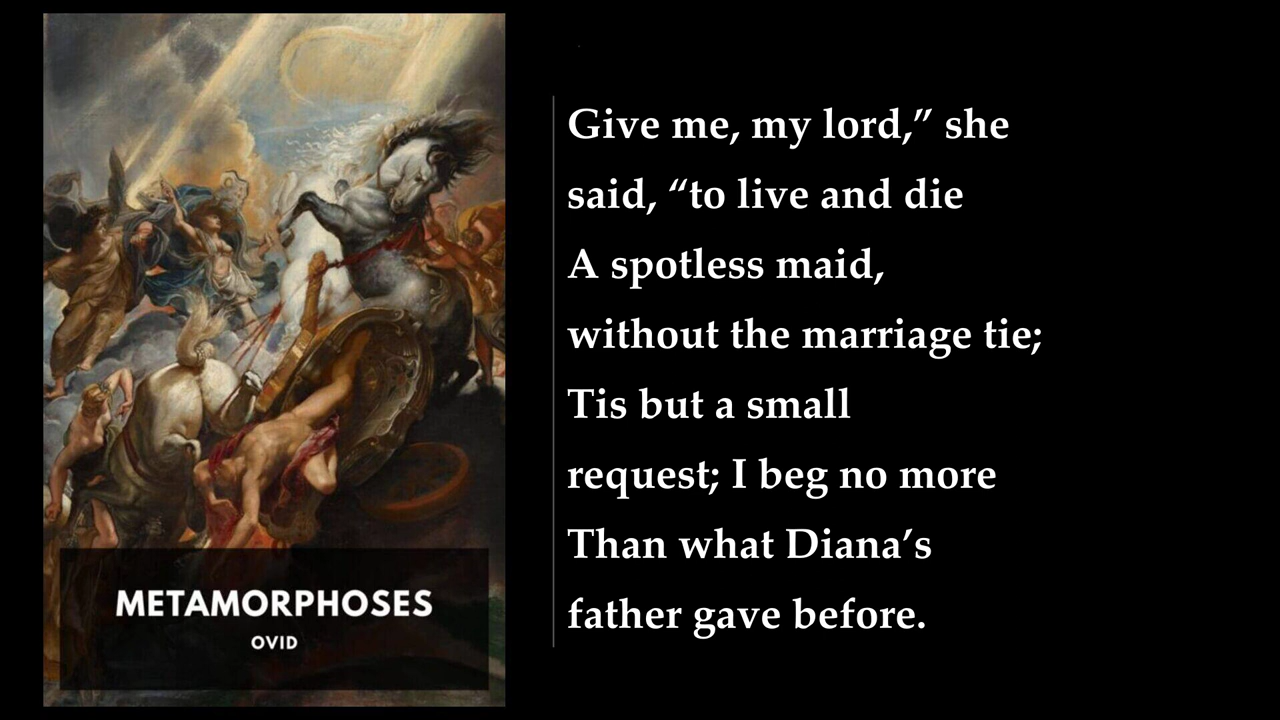 METAMORPHOSES
OVID
Give me, my lord,” she
said, “to live and die
A spotless maid,
without the marriage tie;
Tis but a small
request; I beg no more
Than what Diana’s
father gave before.